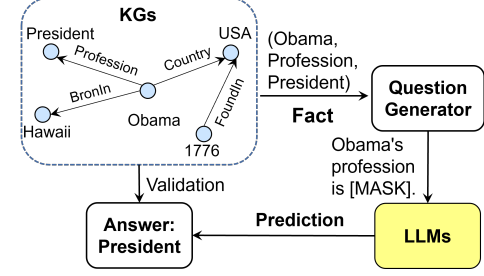 KGs
President
USA
Profession
Country
BronIn
FoundIn
Obama
Hawaii
1776
(Obama,
Profession,
President)
Fact
Question
Generator
Obama's
profession
is [MASK].
Validation
Answer:
President
Prediction
LLMs